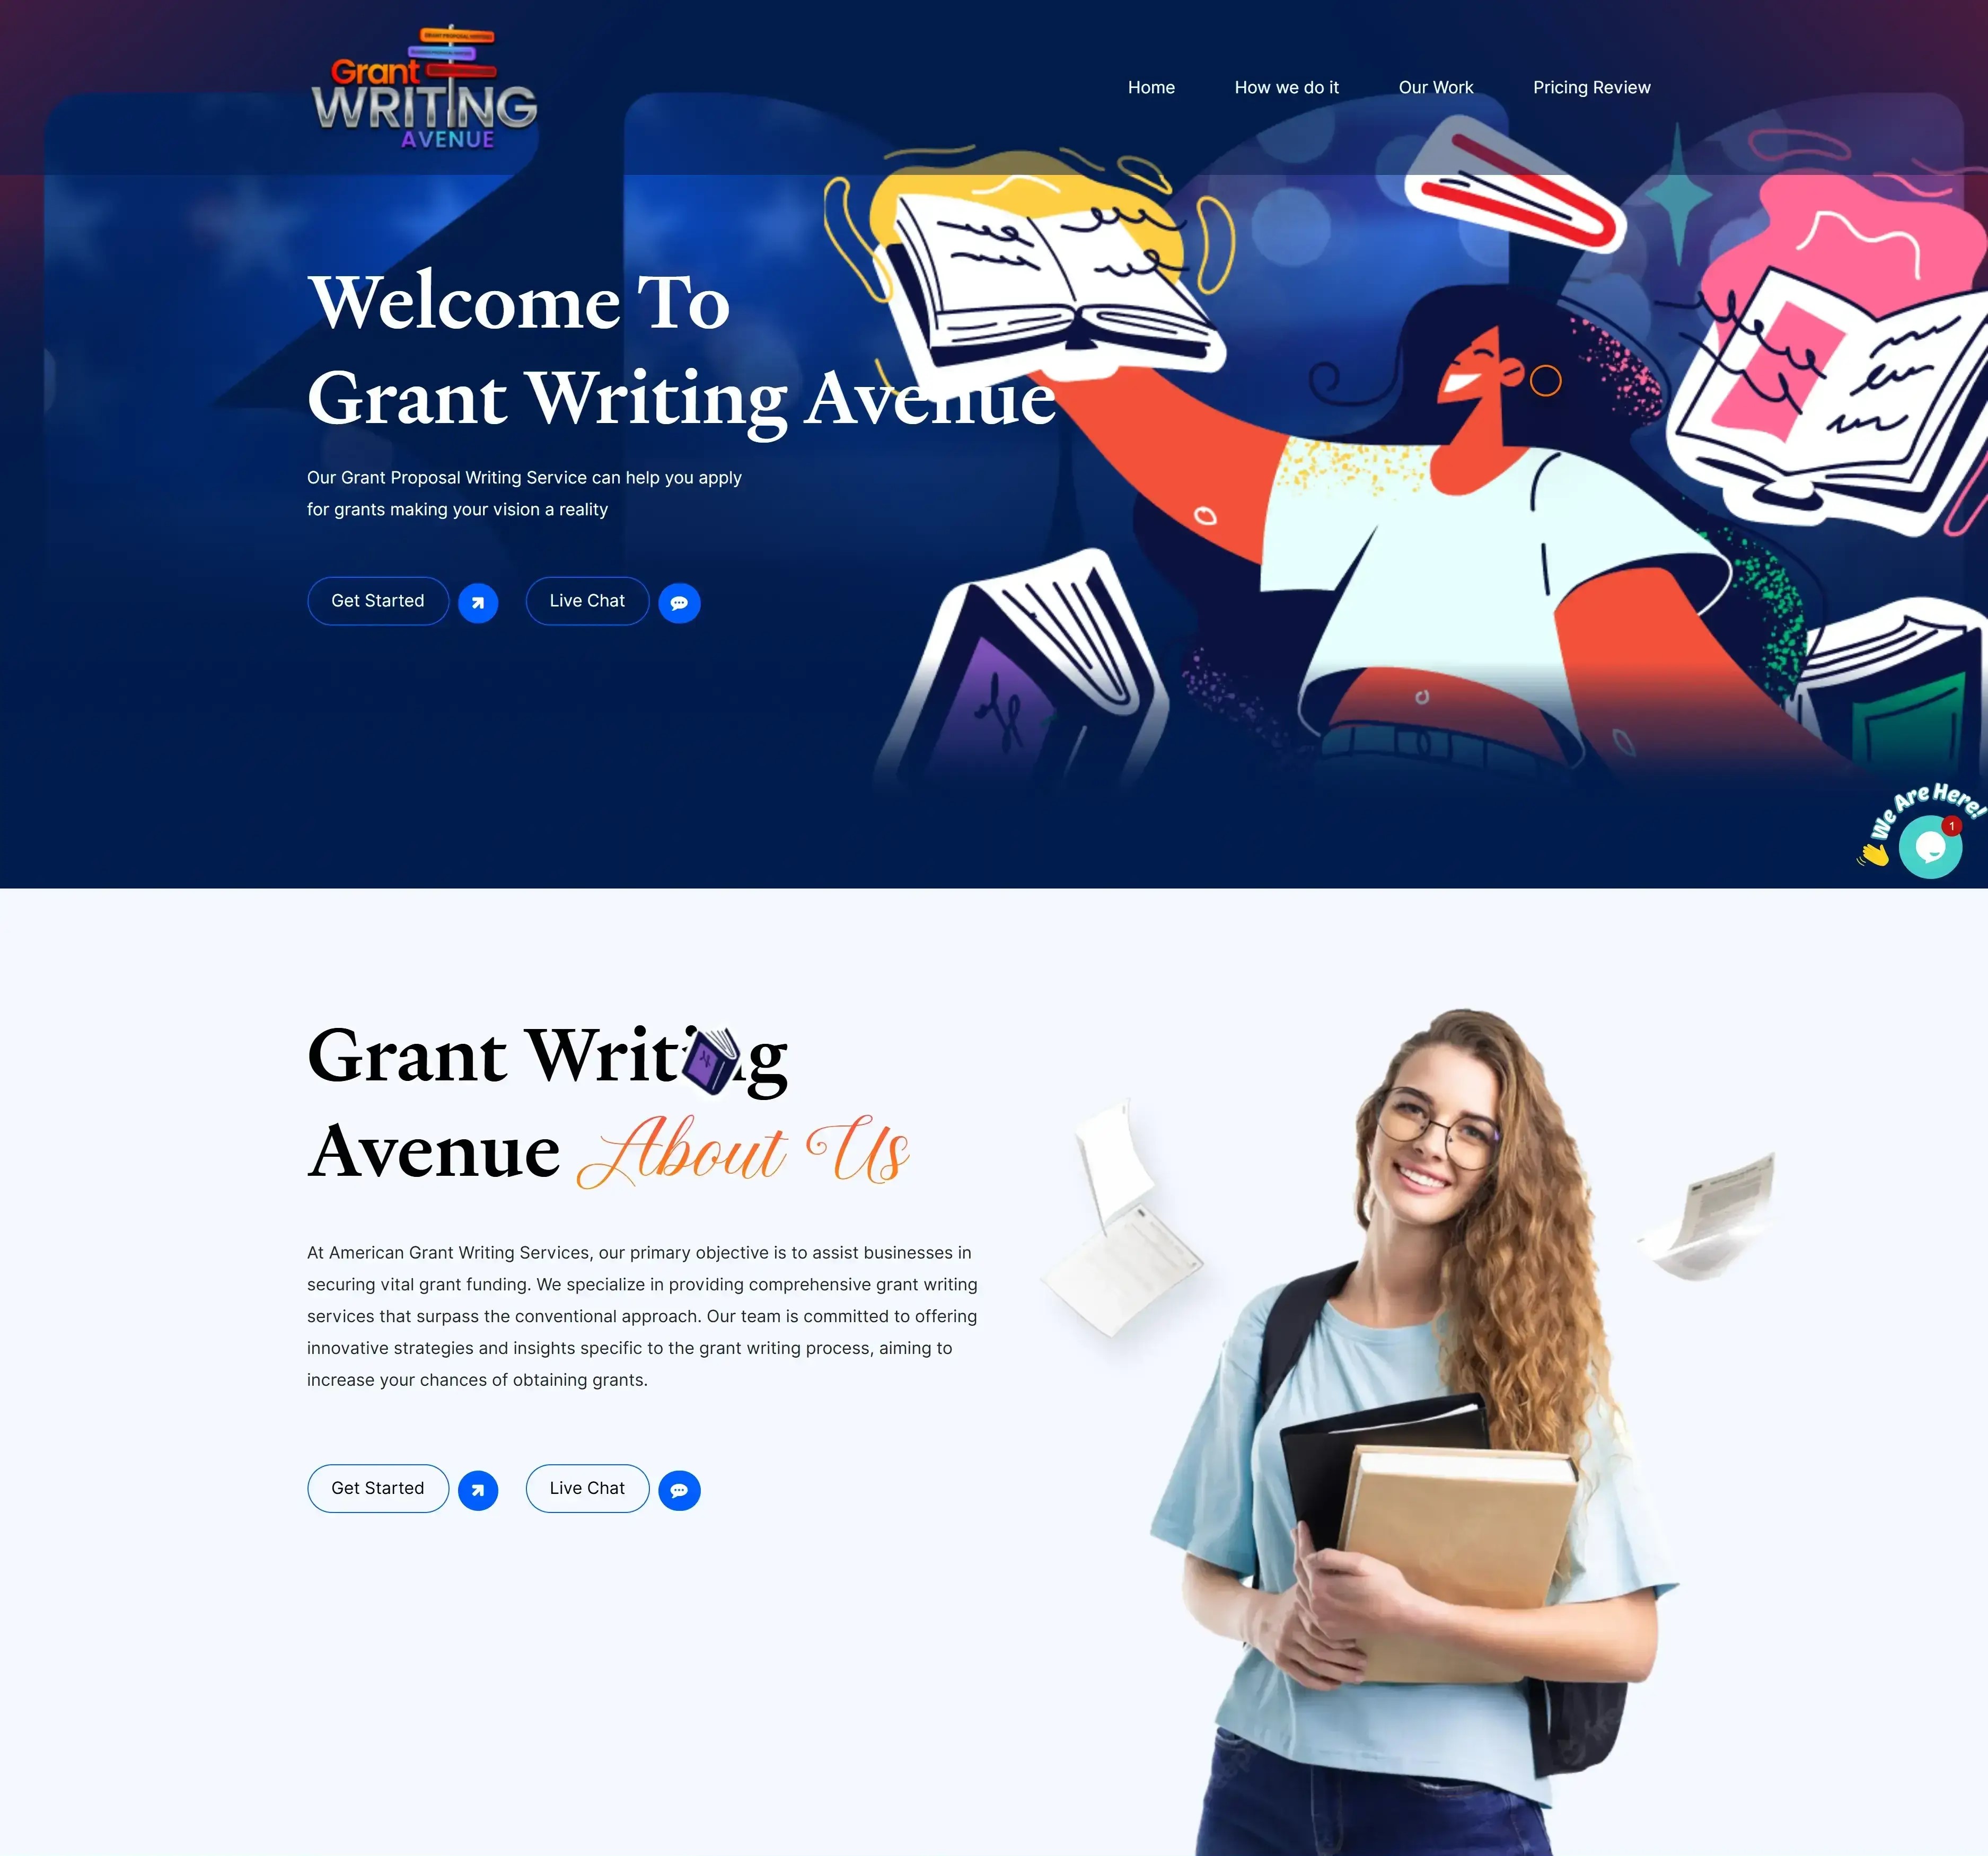 GRANT PROPOSAL WRITING
Grant
WRITING
AVENUE
Home
How we do it
Our Work
Pricing Review
Welcome To
Grant Writing Avenue
Our Grant Proposal Writing Service can help you apply
for grants making your vision a reality
Get Started
Live Chat
We Are Here!
1
Grant Writing
Avenue About Us
At American Grant Writing Services, our primary objective is to assist businesses in
securing vital grant funding. We specialize in providing comprehensive grant writing
services that surpass the conventional approach. Our team is committed to offering
innovative strategies and insights specific to the grant writing process, aiming to
increase your chances of obtaining grants.
Get Started
Live Chat